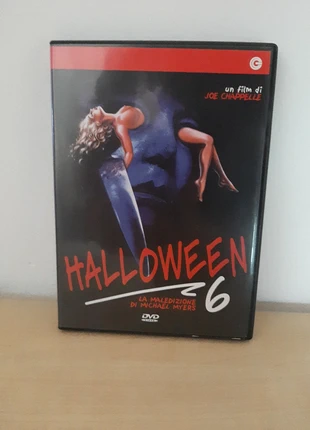 un film di
JOE CHAPPELLE
HALLOWEEN
6
LA MALEDIZIONE
DI MICHAEL MYERS
DVD